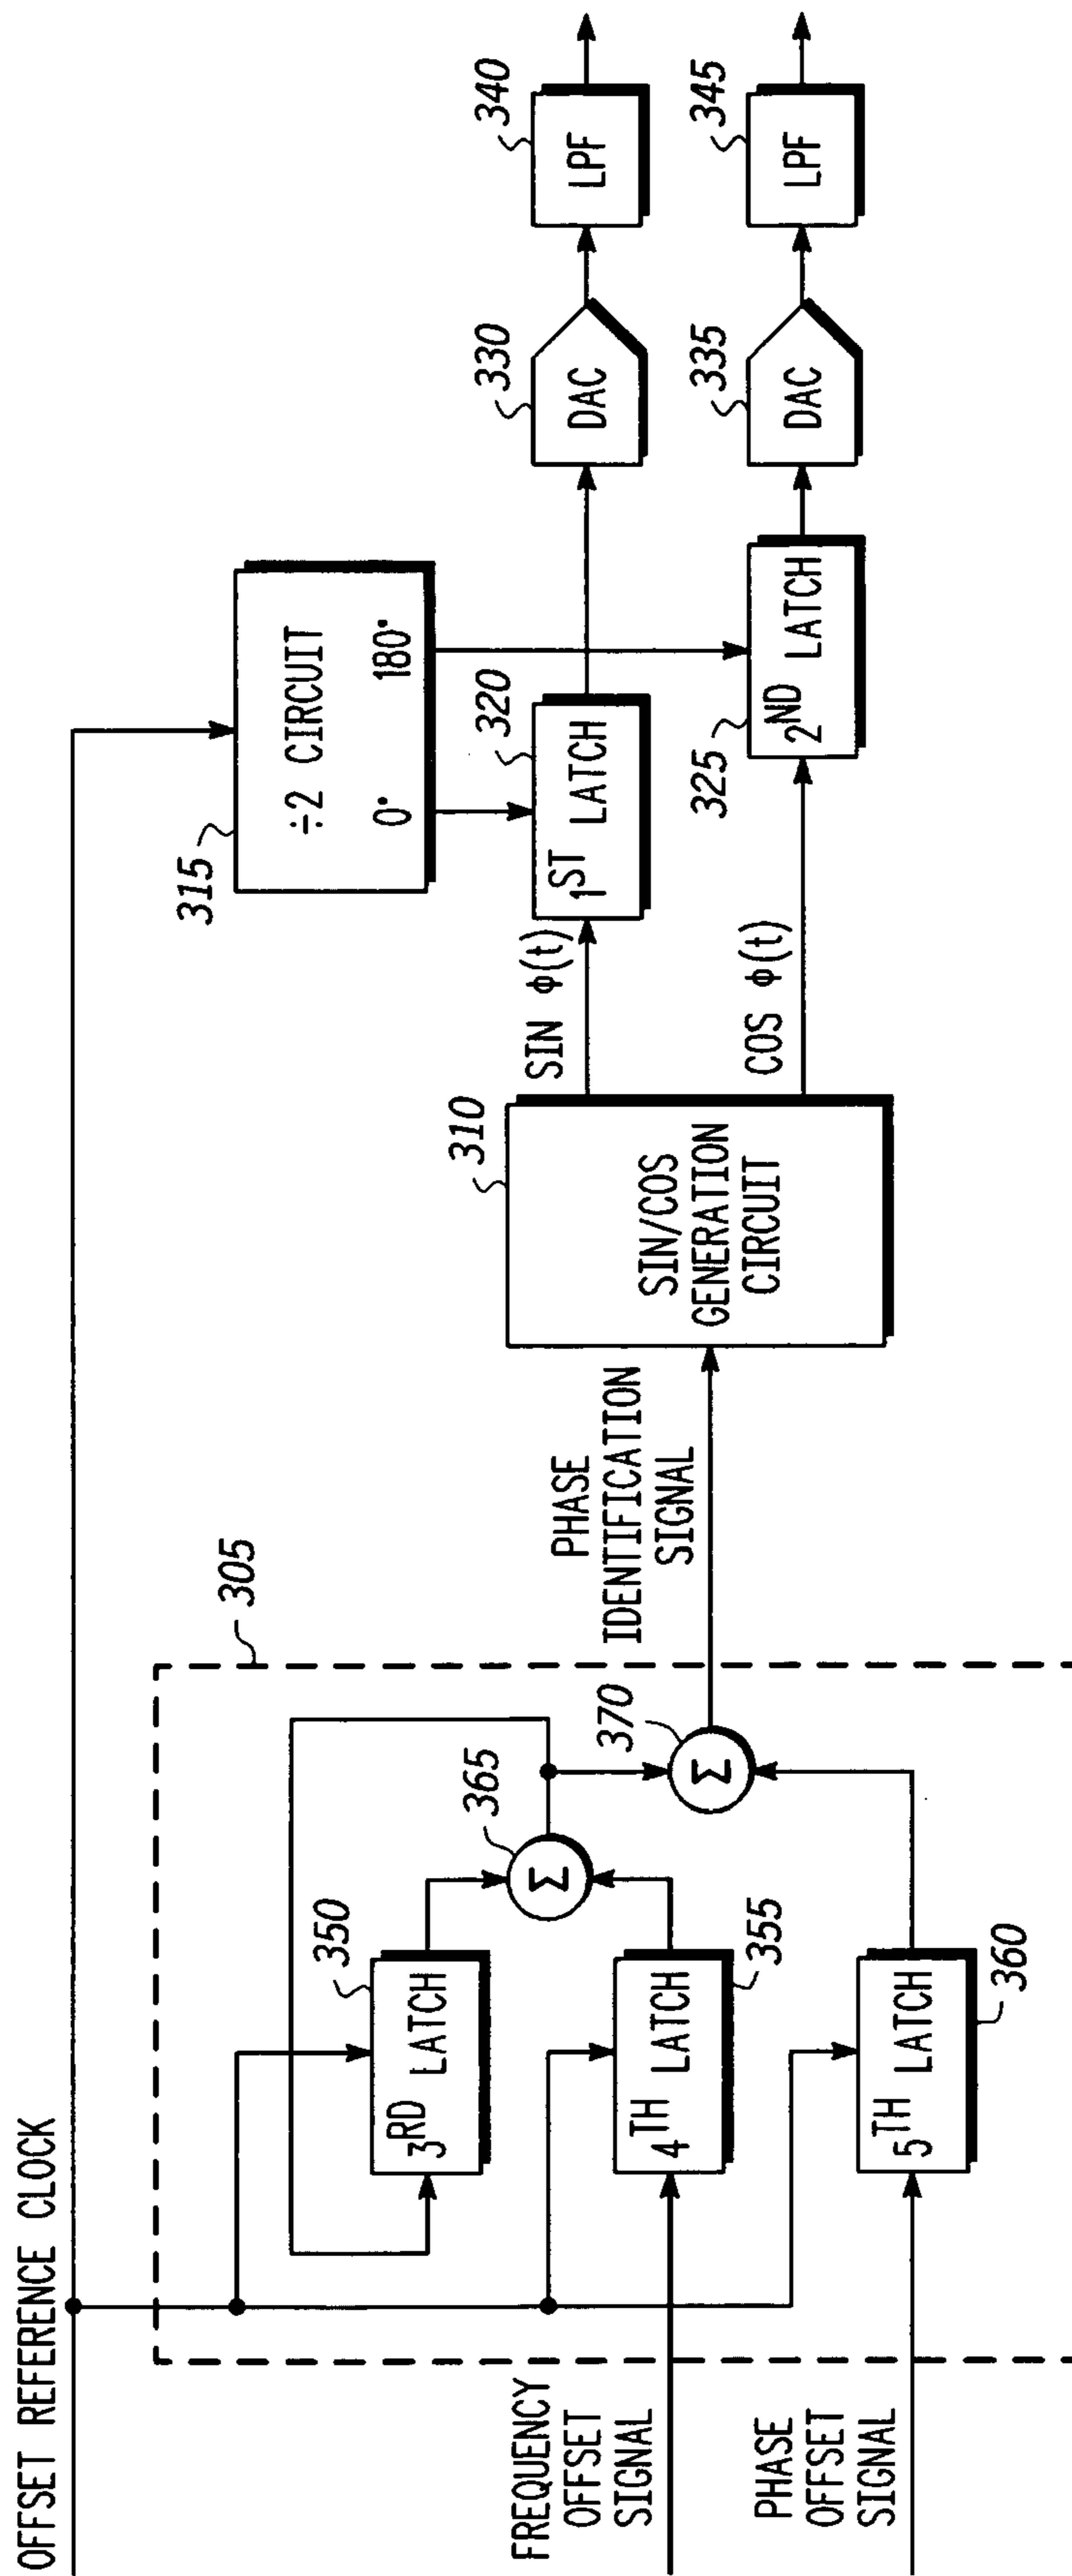 OFFSET REFERENCE CLOCK
FREQUENCY
OFFSET
SIGNAL
PHASE
OFFSET
SIGNAL
305
3RD LATCH
350
4TH LATCH
355
5TH LATCH
360
Σ
365
Σ
370
PHASE
IDENTIFICATION
SIGNAL
SIN/COS
GENERATION
CIRCUIT
310
SIN ϕ(t)
COS ϕ(t)
÷2 CIRCUIT
0° 180°
315
1ST LATCH
320
2ND LATCH
325
DAC
330
DAC
335
LPF
340
LPF
345